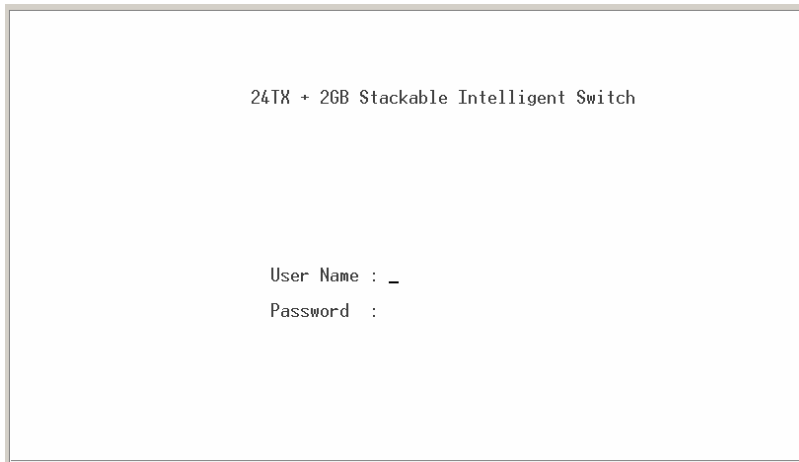 24TX + 2GB Stackable Intelligent Switch
User Name : _
Password :